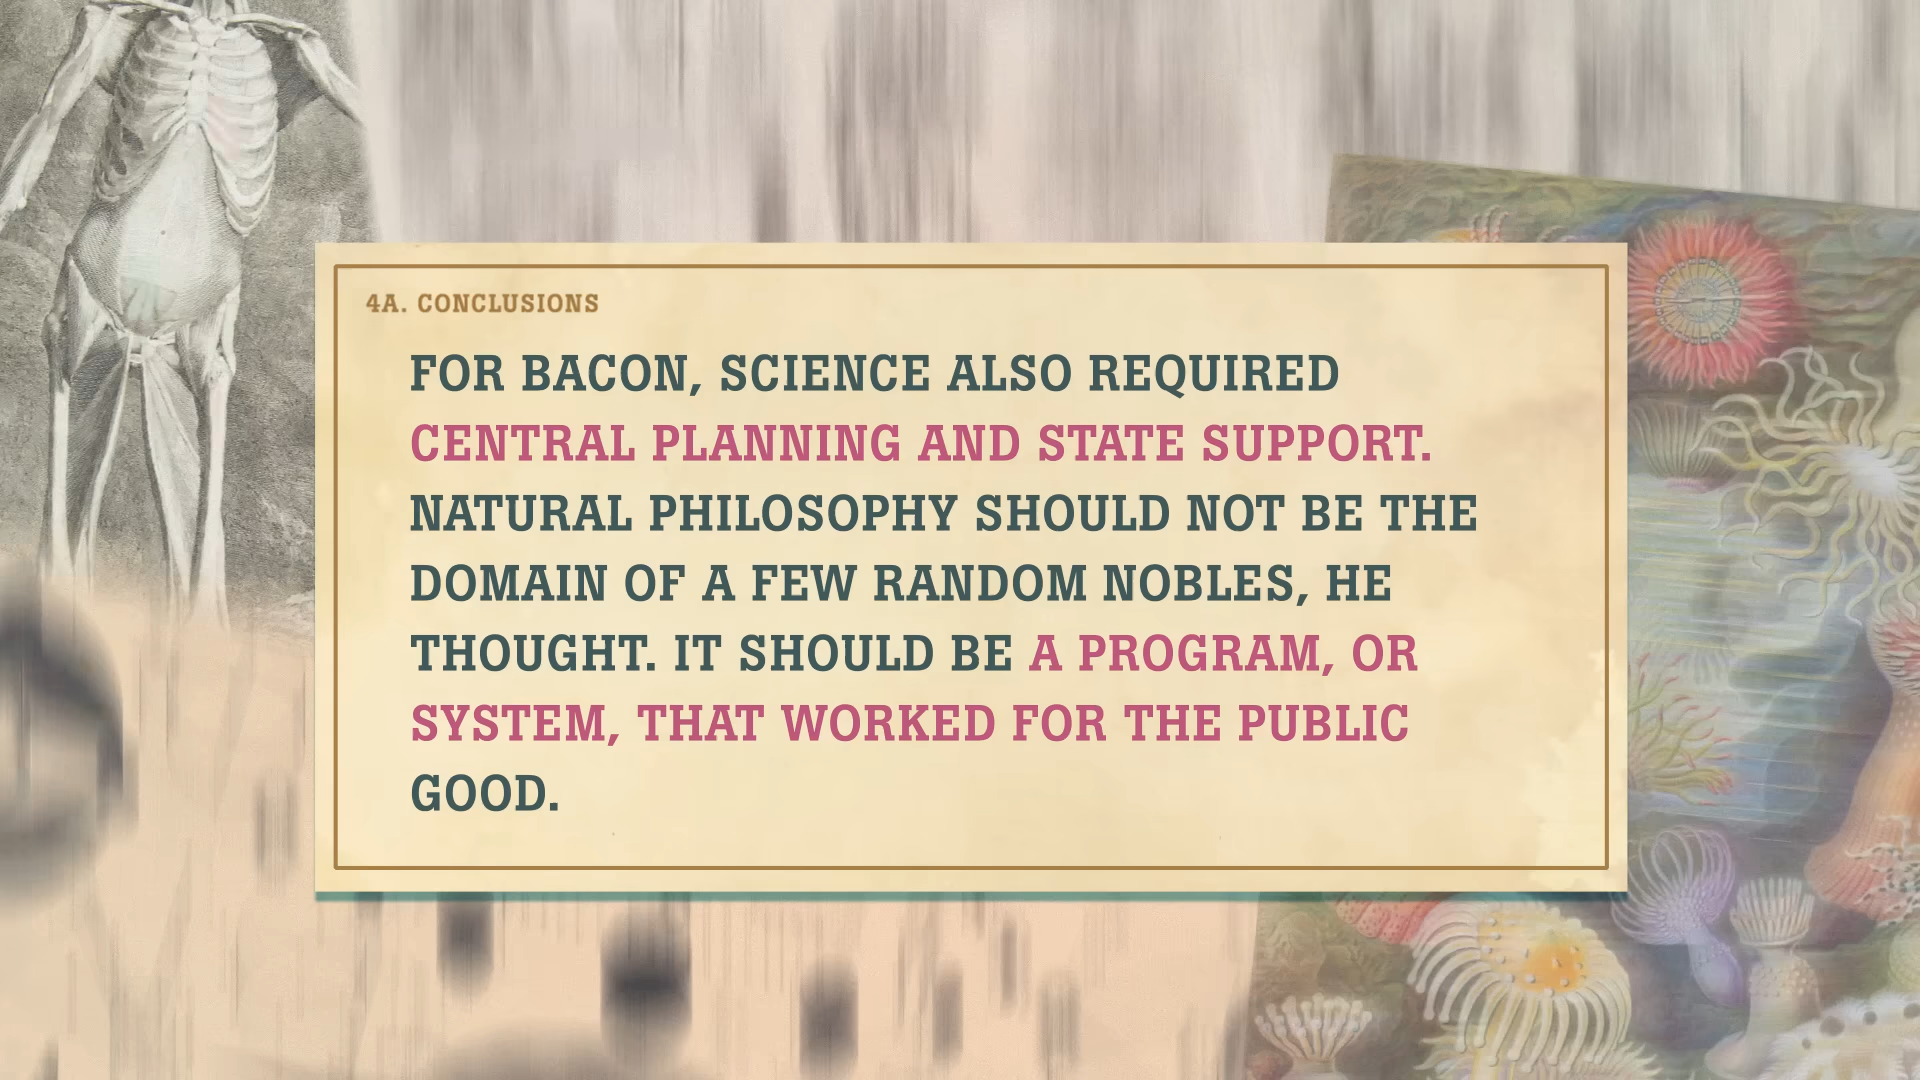 4A. CONCLUSIONS
FOR BACON, SCIENCE ALSO REQUIRED
CENTRAL PLANNING AND STATE SUPPORT.
NATURAL PHILOSOPHY SHOULD NOT BE THE
DOMAIN OF A FEW RANDOM NOBLES, HE
THOUGHT. IT SHOULD BE A PROGRAM, OR
SYSTEM, THAT WORKED FOR THE PUBLIC
GOOD.